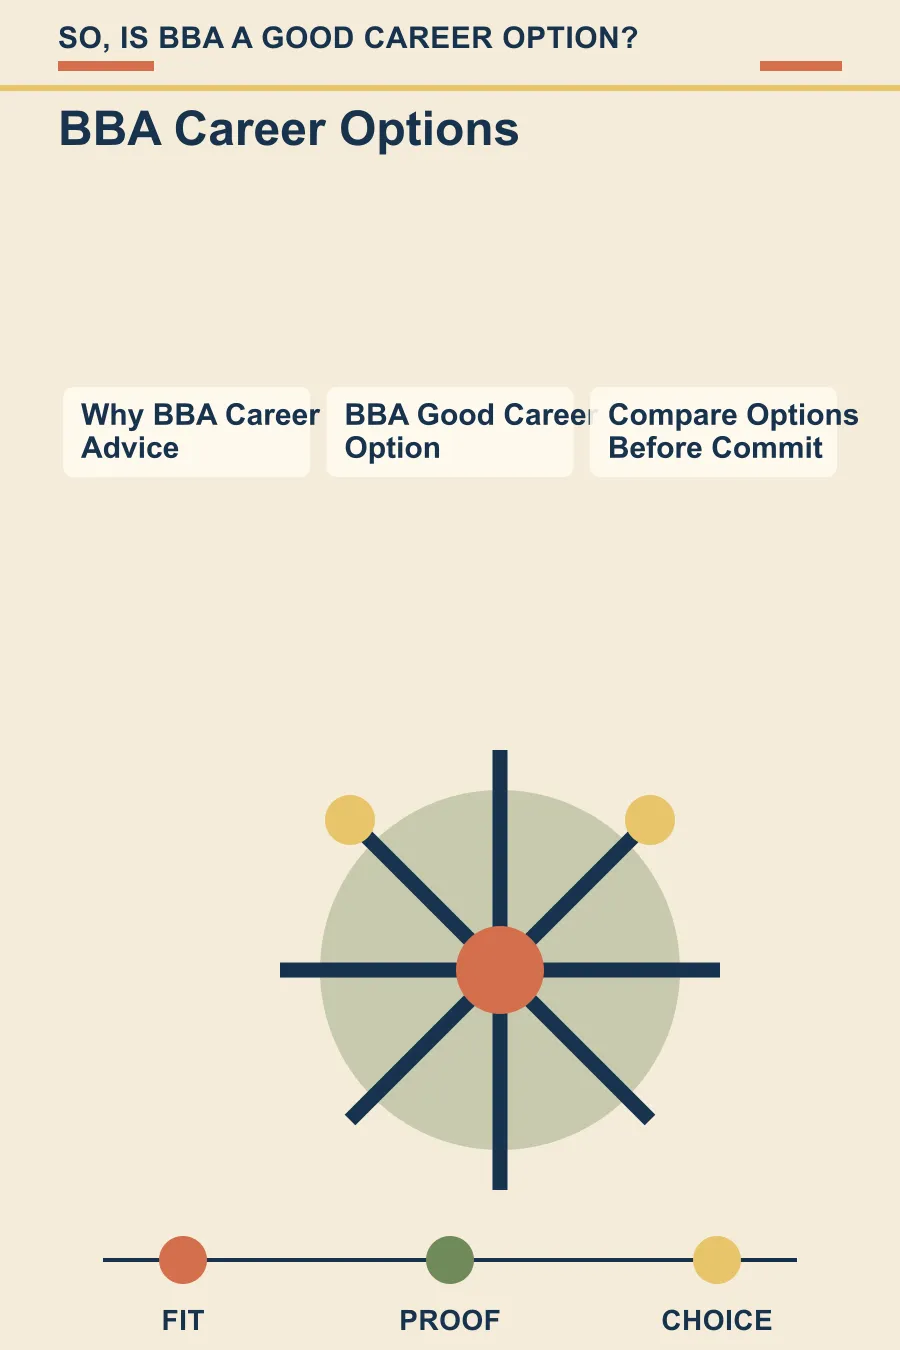 SO, IS BBA A GOOD CAREER OPTION?
BBA Career Options
Why BBA Career
Advice
BBA Good Career
Option
Compare Options
Before Commit
FIT
PROOF
CHOICE